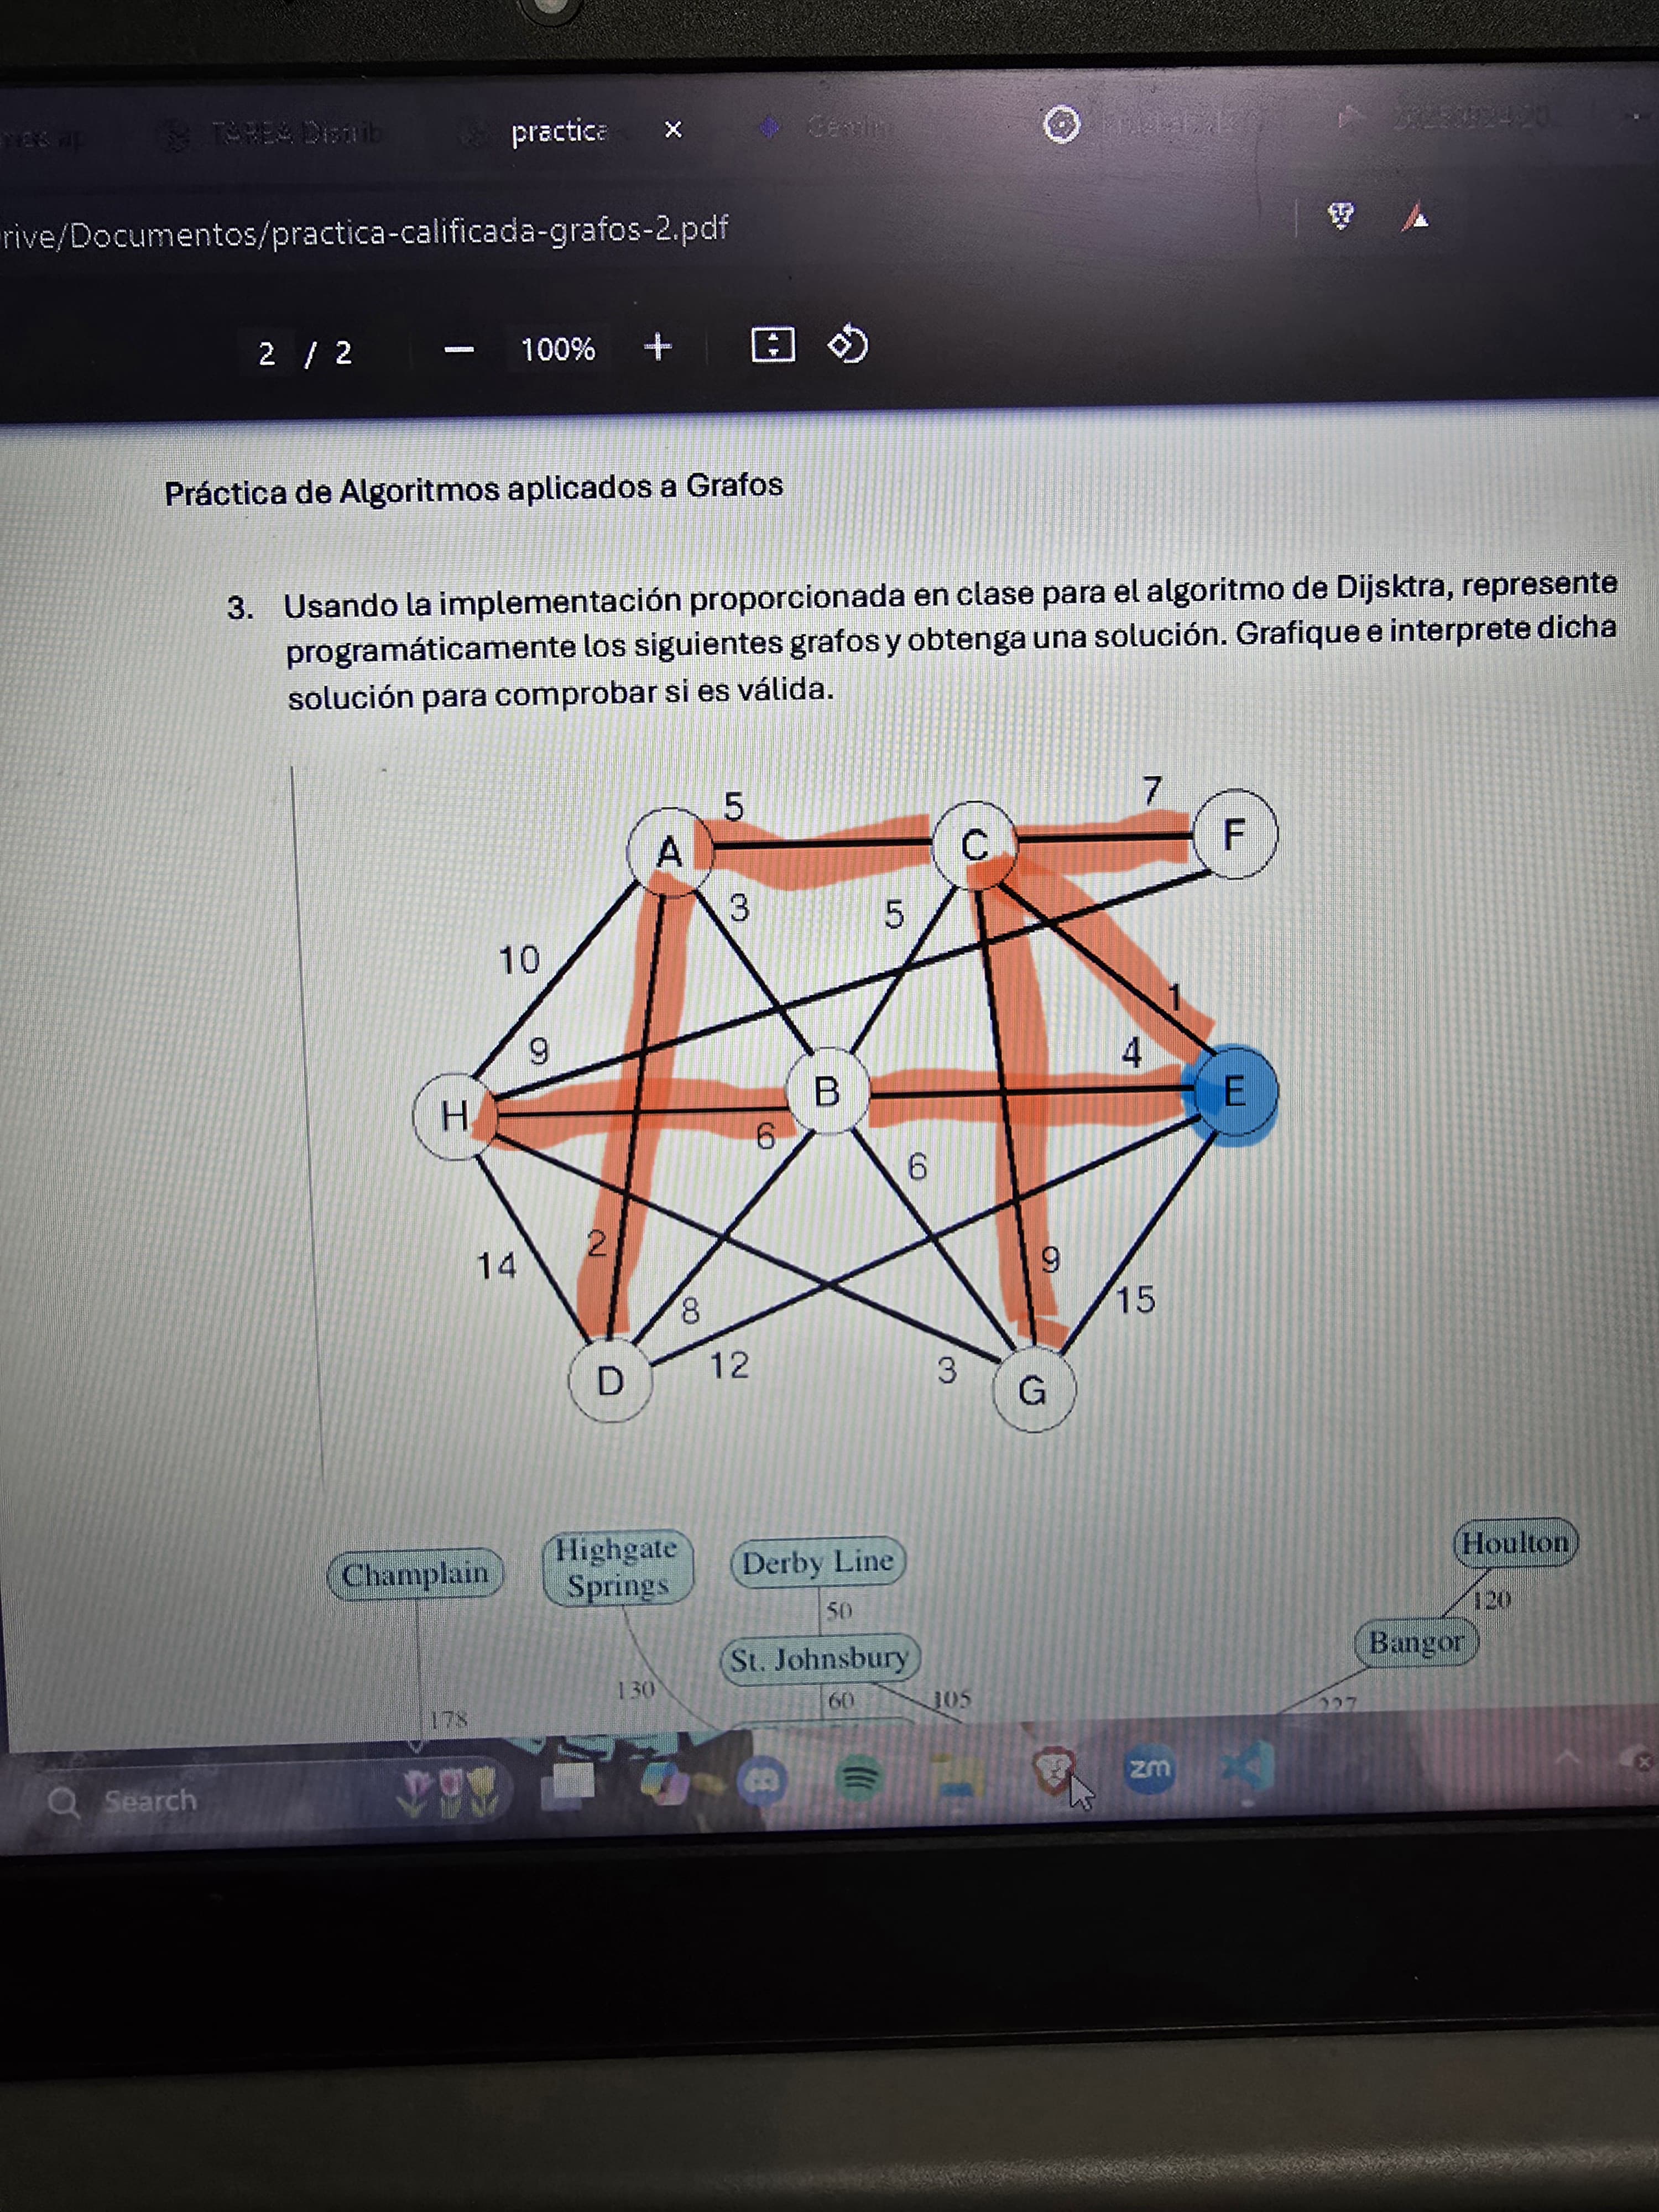 TAREA Distrib
practica
rive/Documentos/practica-calificada-grafos-2.pdf
2 / 2
100%
Práctica de Algoritmos aplicados a Grafos
3. Usando la implementación proporcionada en clase para el algoritmo de Dijsktra, represente
programáticamente los siguientes grafos y obtenga una solución. Grafique e interprete dicha
solución para comprobar si es válida.
5
7
A
C
F
3
5
10
1
9
4
H
B
E
6
6
2
14
9
8
15
12
3
D
G
Champlain
Highgate
Springs
Derby Line
Houlton
50
120
St. Johnsbury
Bangor
130
60
105
178
227
Search
zm